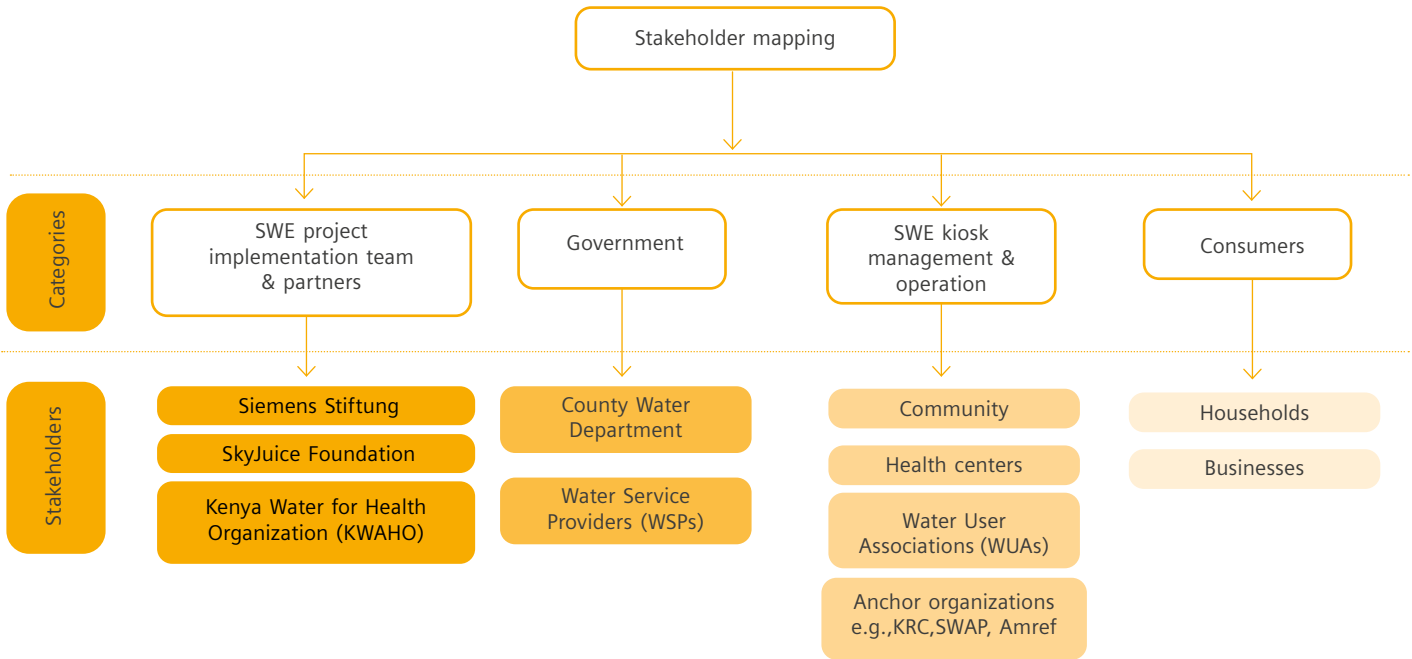 Stakeholder mapping
Categories
SWE project
implementation team
& partners
Government
SWE kiosk
management &
operation
Consumers
Stakeholders
Siemens Stiftung
SkyJuice Foundation
Kenya Water for Health
Organization (KWAHO)
County Water
Department
Water Service
Providers (WSPs)
Community
Health centers
Water User
Associations (WUAs)
Anchor organizations
e.g.,KRC,SWAP, Amref
Households
Businesses